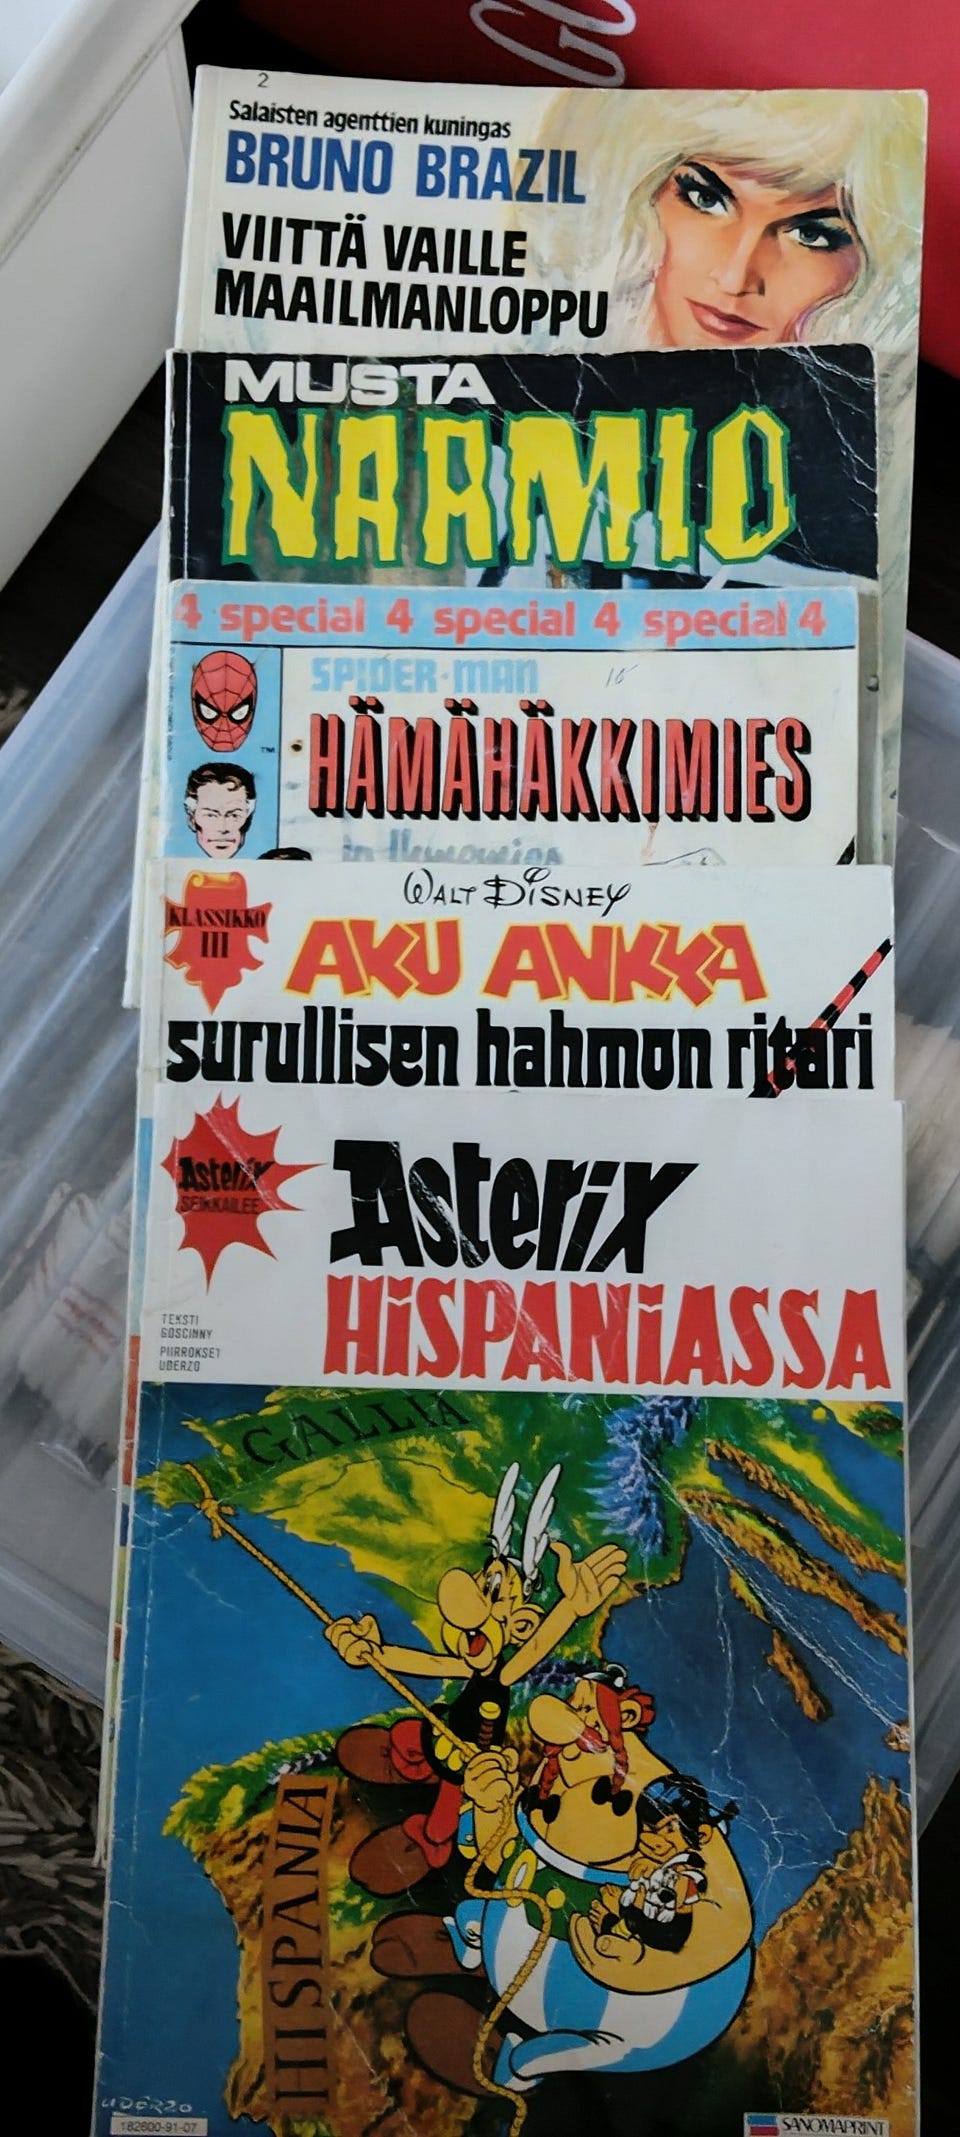 2
Salaisten agenttien kuningas
BRUNO BRAZIL
VIITTÄ VAILLE
MAAILMANLOPPU
MUSTA
NAAMIO
4 special 4 special 4 special 4
SPIDER-MAN
HÄMÄHÄKKIMIES
TM
WALT DISNEY
KLASSIKKO
III
AKU ANKKA
surullisen hahmon ritari
Asterix
SEIKKAILEE
Asterix
HISPANIASSA
TEKSTI
GOSCINNY
PIIRROKSET
UDERZO
GALLIA
HISPANIA
UDERZO
182600-91-07
SANOMAPRINT